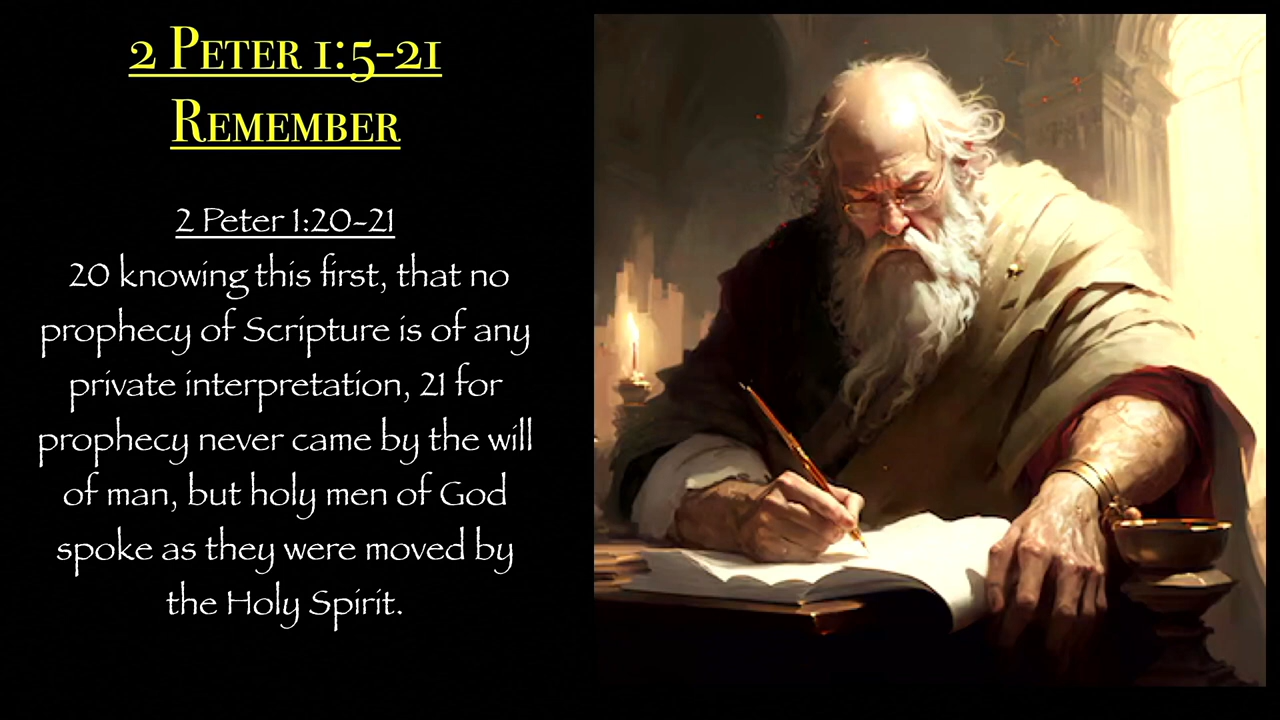 2 Peter 1:5-21
Remember
2 Peter 1:20-21
20 knowing this first, that no
prophecy of Scripture is of any
private interpretation, 21 for
prophecy never came by the will
of man, but holy men of God
spoke as they were moved by
the Holy Spirit.